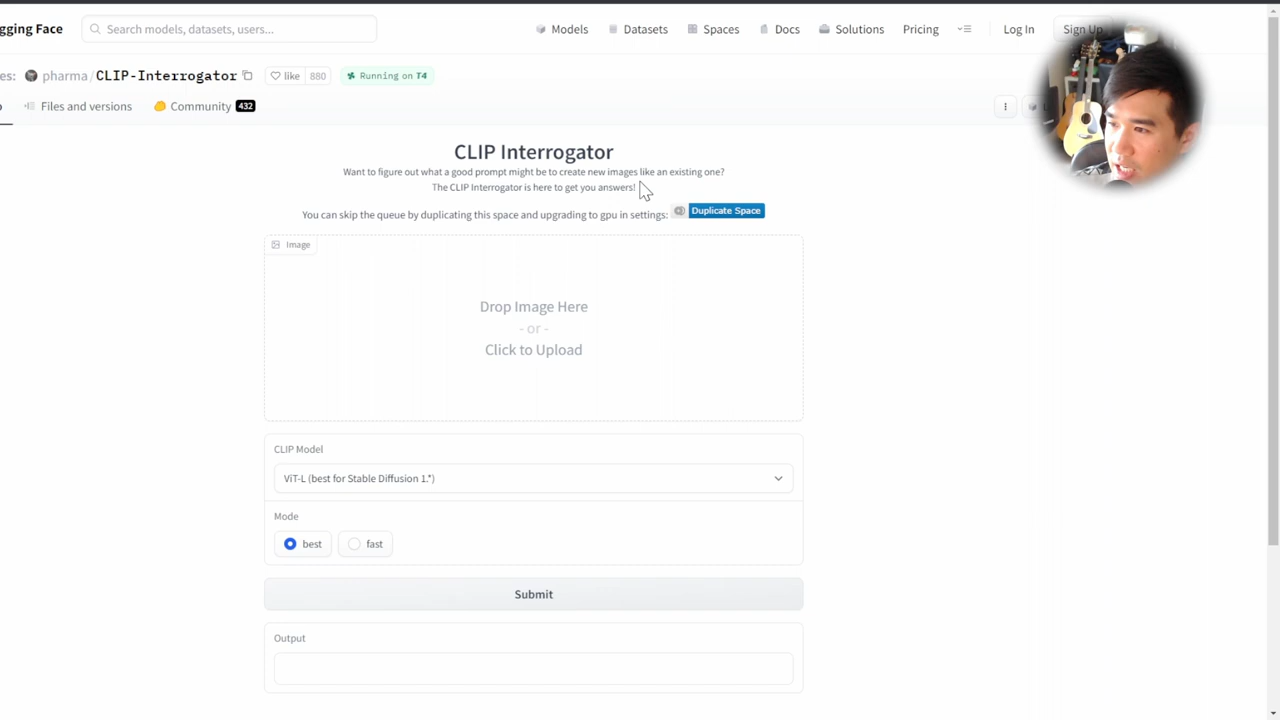 gging Face
Search models, datasets, users...
Models
Datasets
Spaces
Docs
Solutions
Pricing
Log In
Sign Up
es: pharma/CLIP-Interrogator
like 880
Running on T4
Files and versions
Community 432
CLIP Interrogator
Want to figure out what a good prompt might be to create new images like an existing one?
The CLIP Interrogator is here to get you answers!
You can skip the queue by duplicating this space and upgrading to gpu in settings: Duplicate Space
Image
Drop Image Here
- or -
Click to Upload
CLIP Model
ViT-L (best for Stable Diffusion 1.*)
Mode
best
fast
Submit
Output